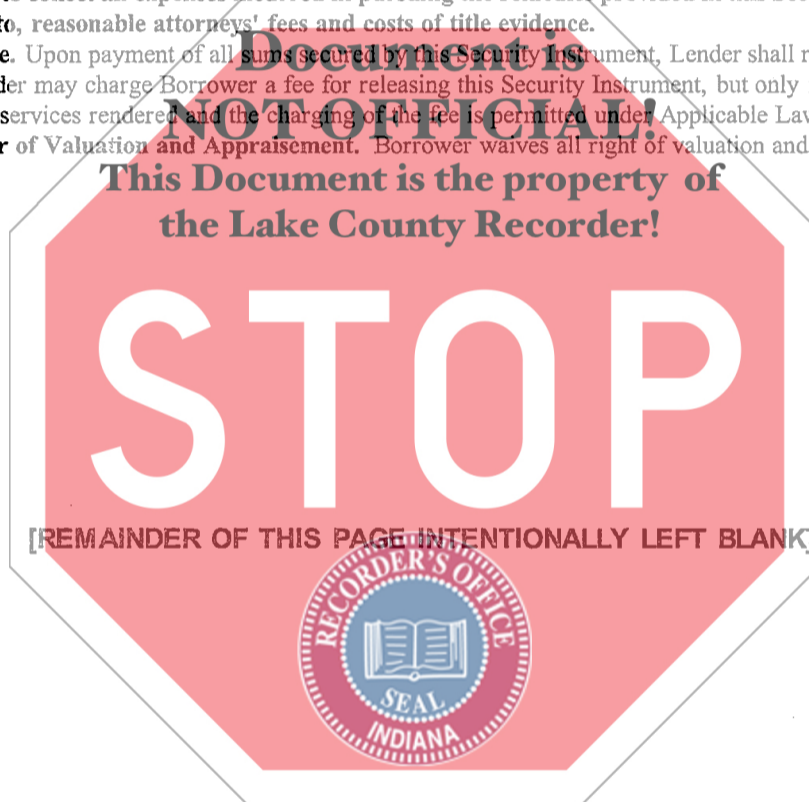 to, reasonable attorneys' fees and costs of title evidence.
Document is
e. Upon payment of all sums secured by this Security Instrument, Lender shall
der may charge Borrower a fee for releasing this Security Instrument, but only
NOT OFFICIAL!
services rendered and the charging of the fee is permitted under Applicable Law
r of Valuation and Appraisement. Borrower waives all right of valuation and
This Document is the property of
the Lake County Recorder!
STOP
[REMAINDER OF THIS PAGE INTENTIONALLY LEFT BLANK]
RECORDER'S OFFICE
SEAL
INDIANA